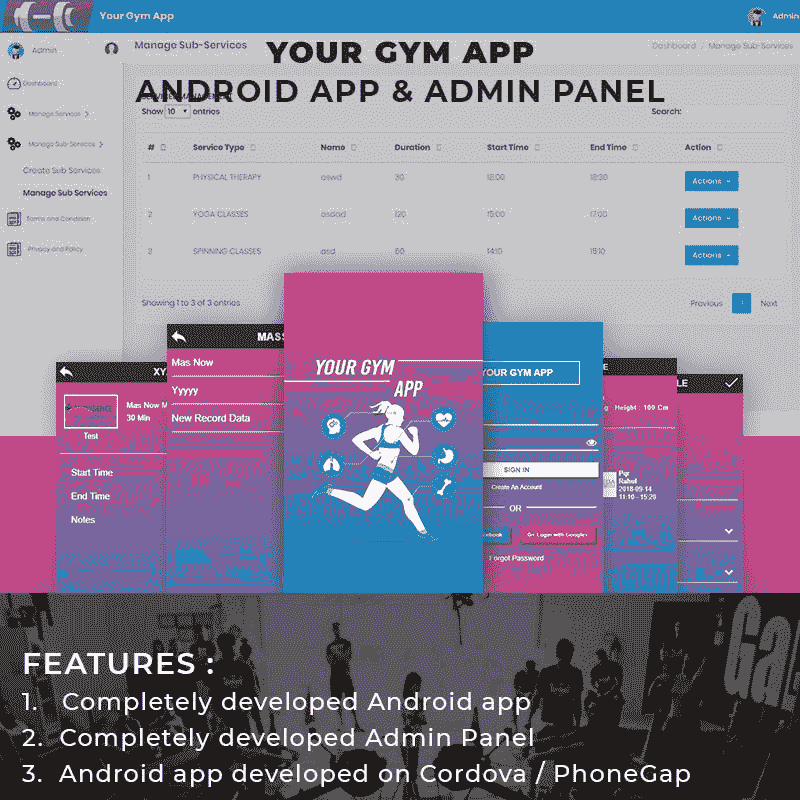 Your Gym App
Admin
Admin
Manage Sub-Services
Dashboard / Manage Sub-Services
YOUR GYM APP
ANDROID APP & ADMIN PANEL
Dashboard
Manage Services
Manage Sub-Services
Create Sub Services
Manage Sub Services
Terms and Condition
Privacy and Policy
Show 10 entries
Search:
# Service Type Name Duration Start Time End Time Action
1 PHYSICAL THERAPY aswd 30 18:30 Actions
2 YOGA CLASSES asdad 120 15:00 17:00 Actions
3 SPINNING CLASSES asd 60 14:10 15:10 Actions
Showing 1 to 3 of 3 entries
Previous 1 Next
XY
Mas Now M
30 Min
Test
Start Time
End Time
Notes
MASS
Mas Now
Yyyyy
New Record Data
YOUR GYM
APP
YOUR GYM APP
SIGN IN
Create An Account
OR
ebook
G+ Login with Google+
Forgot Password
E
g Height : 100 Cm
Pqr
Rahul
2018-09-14
11:10 - 15:20
LE
Ga
FEATURES :
1. Completely developed Android app
2. Completely developed Admin Panel
3. Android app developed on Cordova / PhoneGap